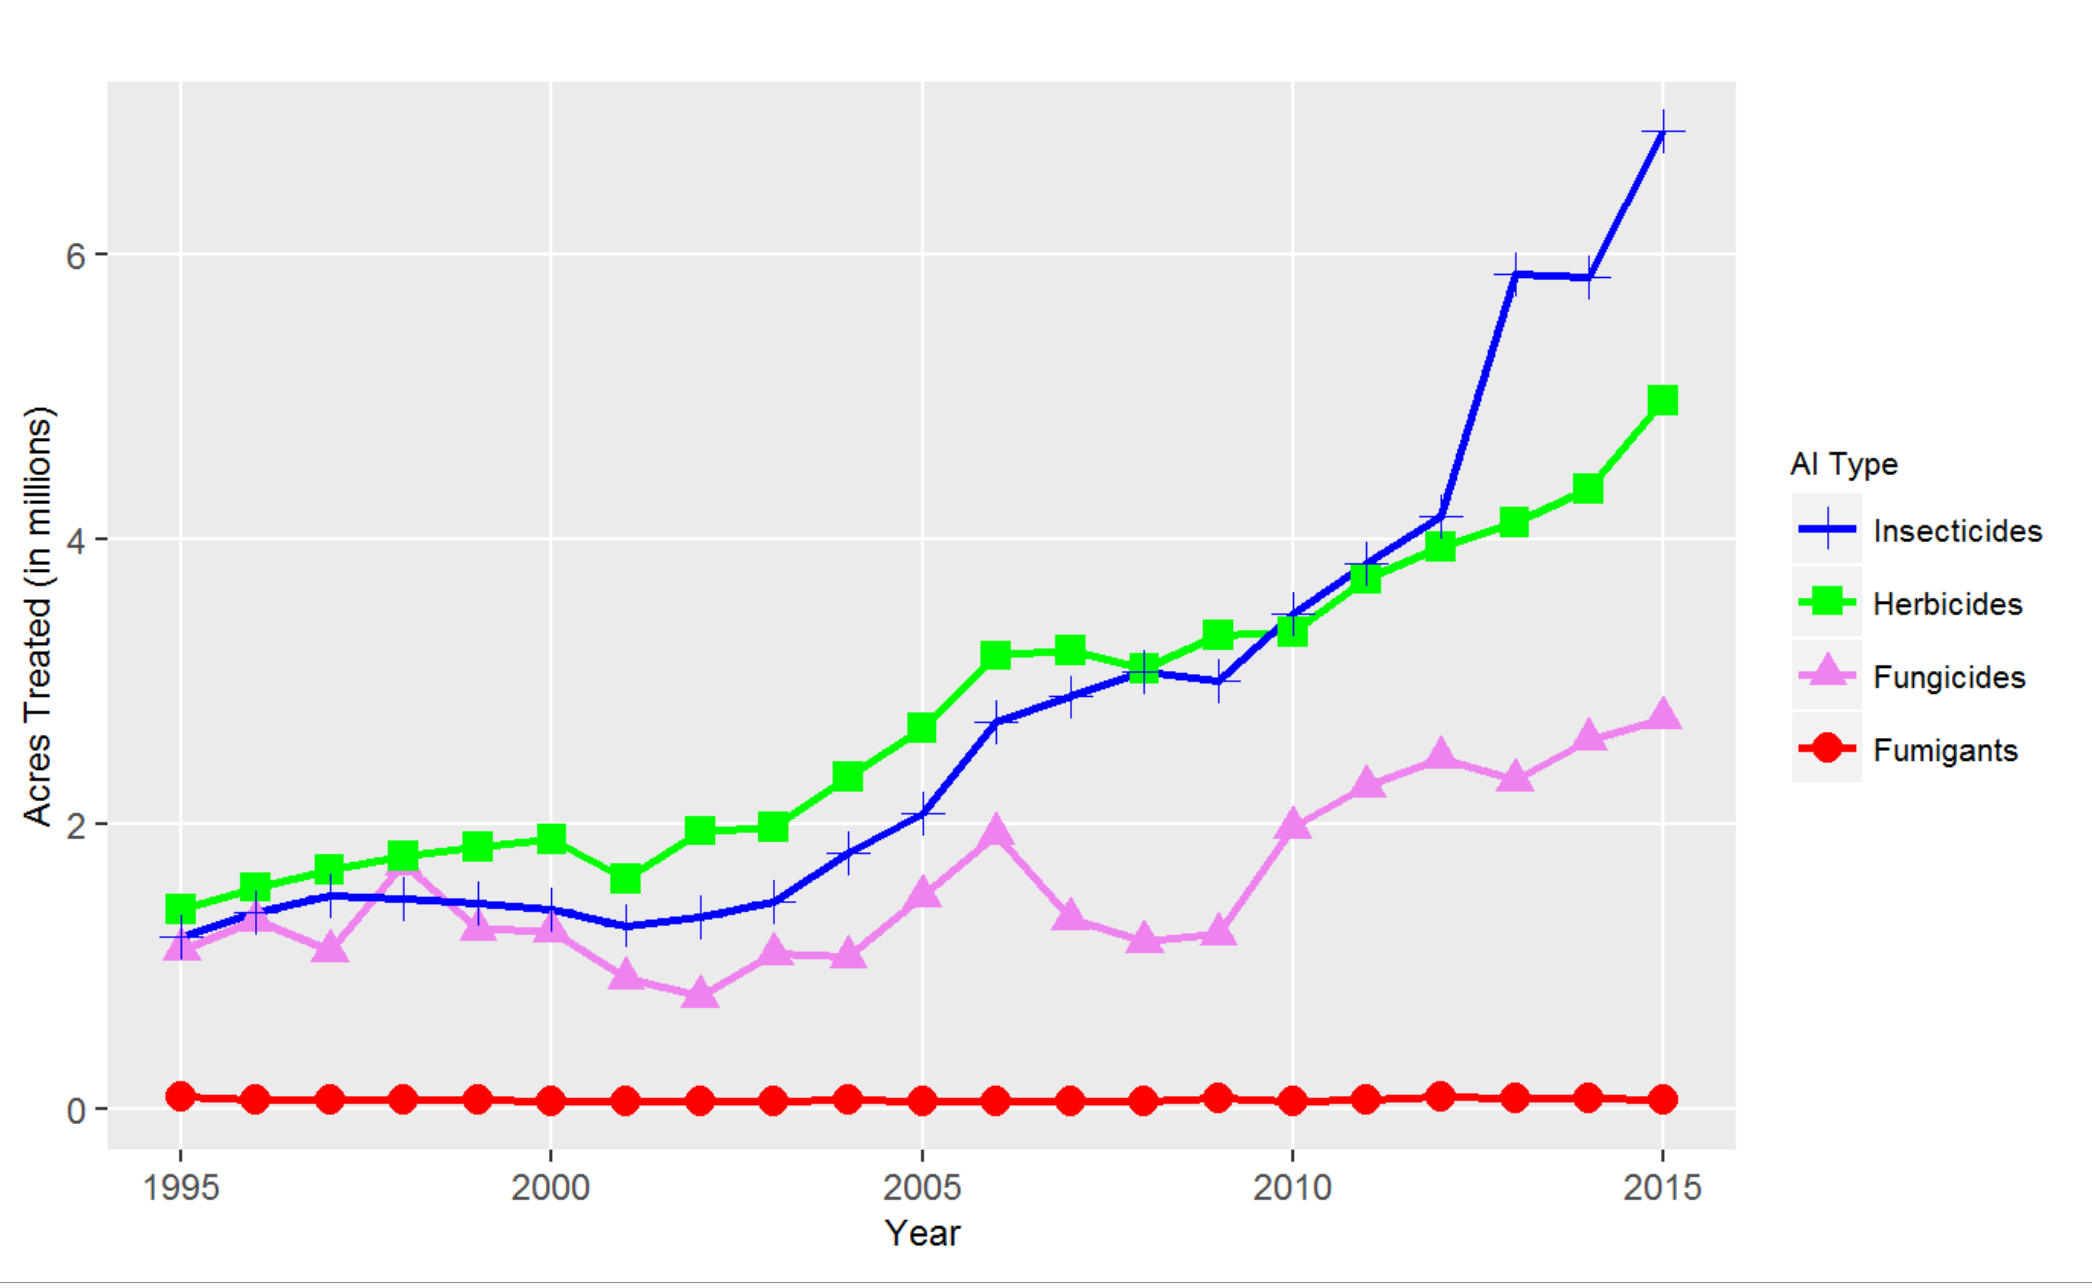 Acres Treated (in millions)
6
4
2
0
1995 2000 2005 2010 2015
Year
AI Type
Insecticides
Herbicides
Fungicides
Fumigants